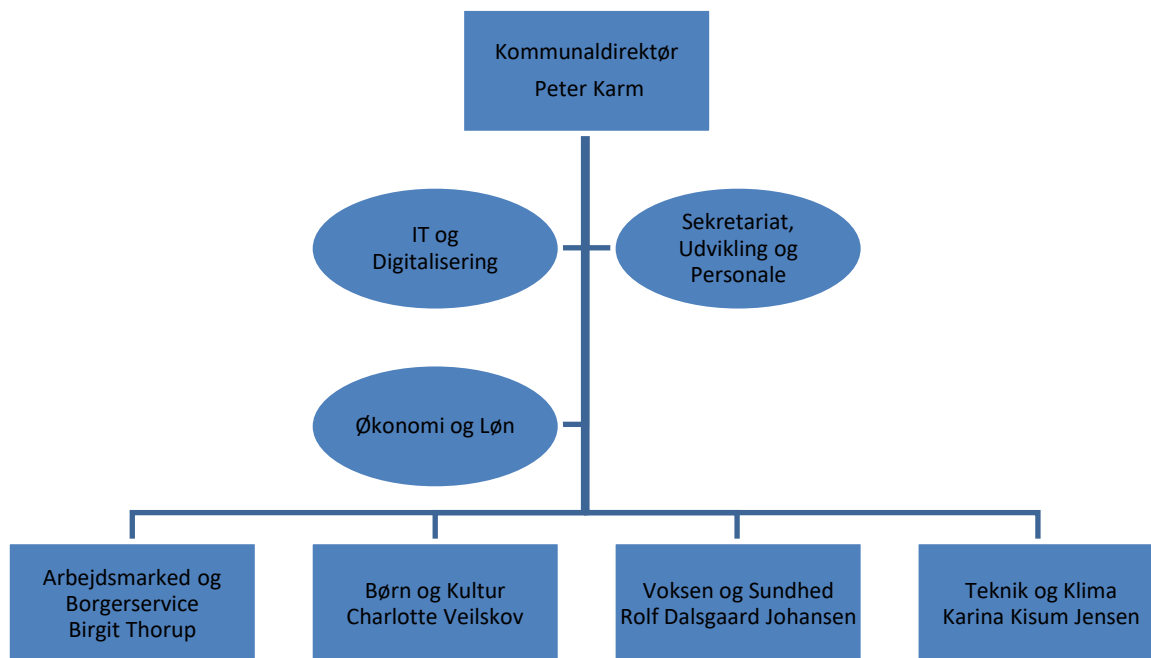 Kommunaldirektør
Peter Karm
IT og
Digitalisering
Sekretariat,
Udvikling og
Personale
Økonomi og Løn
Arbejdsmarked og
Borgerservice
Birgit Thorup
Børn og Kultur
Charlotte Veilskov
Voksen og Sundhed
Rolf Dalsgaard Johansen
Teknik og Klima
Karina Kisum Jensen